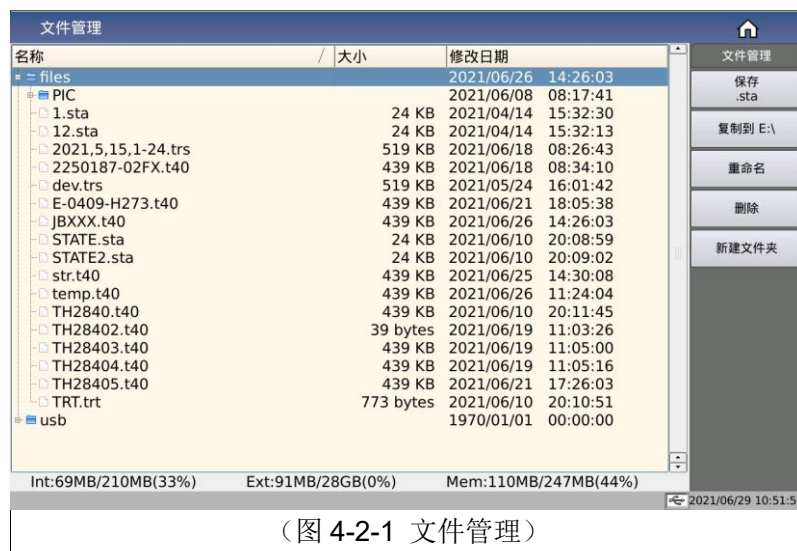 文件管理
名称 / 大小 修改日期 文件管理
files 2021/06/26 14:26:03
保存
.sta
PIC 2021/06/08 08:17:41
1.sta 24 KB 2021/04/14 15:32:30
12.sta 24 KB 2021/04/14 15:32:13
复制到 E:\
2021,5,15,1-24.trs 519 KB 2021/06/18 08:26:43
2250187-02FX.t40 439 KB 2021/06/18 08:34:10
重命名
dev.trs 519 KB 2021/05/24 16:01:42
E-0409-H273.t40 439 KB 2021/06/21 18:05:38
删除
JBXXX.t40 439 KB 2021/06/26 14:26:03
STATE.sta 24 KB 2021/06/10 20:08:59
STATE2.sta 24 KB 2021/06/10 20:09:02
新建文件夹
str.t40 439 KB 2021/06/25 14:30:08
temp.t40 439 KB 2021/06/26 11:24:04
TH2840.t40 439 KB 2021/06/10 20:11:45
TH28402.t40 39 bytes 2021/06/19 11:03:26
TH28403.t40 439 KB 2021/06/19 11:05:00
TH28404.t40 439 KB 2021/06/19 11:05:16
TH28405.t40 439 KB 2021/06/21 17:26:03
TRT.trt 773 bytes 2021/06/10 20:10:51
usb 1970/01/01 00:00:00
Int:69MB/210MB(33%) Ext:91MB/28GB(0%) Mem:110MB/247MB(44%)
2021/06/29 10:51:5
（图 4-2-1 文件管理）